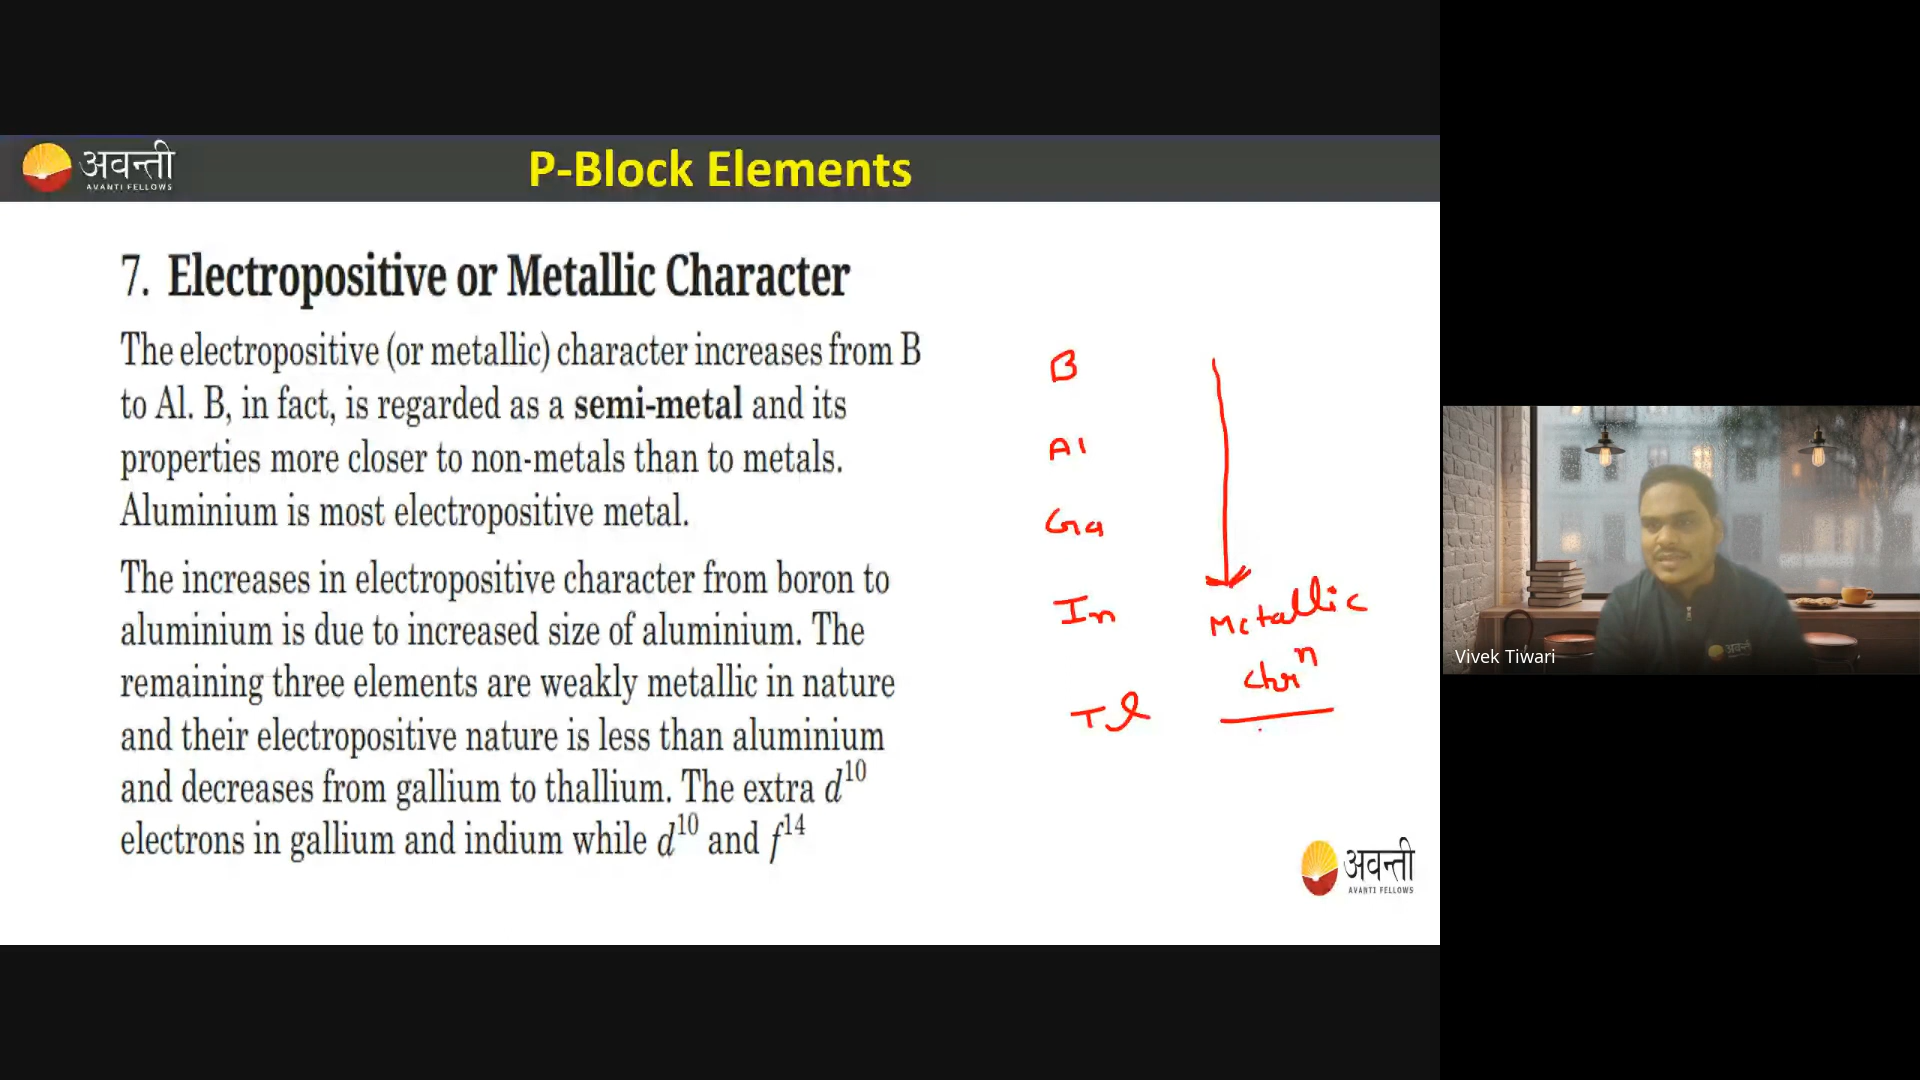 अवन्ती
AVANTI FELLOWS
P-Block Elements
7. Electropositive or Metallic Character
The electropositive (or metallic) character increases from B
to Al. B, in fact, is regarded as a semi-metal and its
properties more closer to non-metals than to metals.
Aluminium is most electropositive metal.
The increases in electropositive character from boron to
aluminium is due to increased size of aluminium. The
remaining three elements are weakly metallic in nature
and their electropositive nature is less than aluminium
and decreases from gallium to thallium. The extra d¹⁰
electrons in gallium and indium while d¹⁰ and f¹⁴
B
Al
Ga
In
Tl
Metallic
Chrⁿ
अवन्ती
AVANTI FELLOWS
Vivek Tiwari